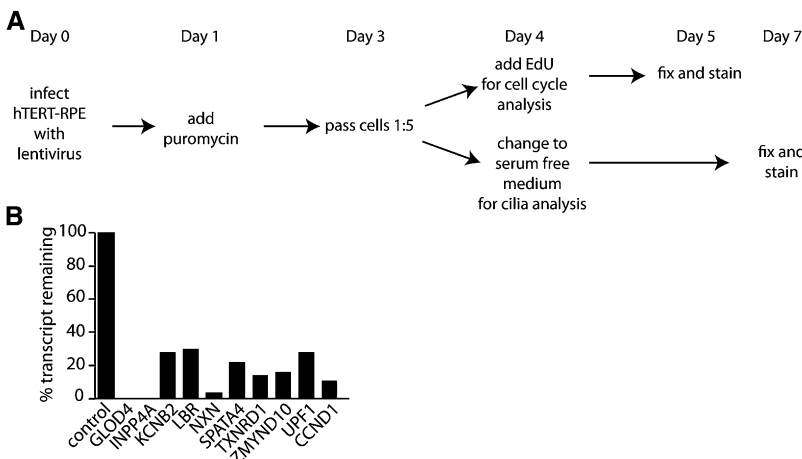 A
Day 0 Day 1 Day 3 Day 4 Day 5 Day 7
infect
hTERT-RPE
with
lentivirus
add
puromycin
pass cells 1:5
add EdU
for cell cycle
analysis
fix and stain
change to
serum free
medium
for cilia analysis
fix and
stain
B
% transcript remaining
100
80
60
40
20
0
control
GLOD4
INPP4A
KCNB2
LBR
NXN
SPATA4
TXNRD1
ZMYND10
UPF1
CCND1